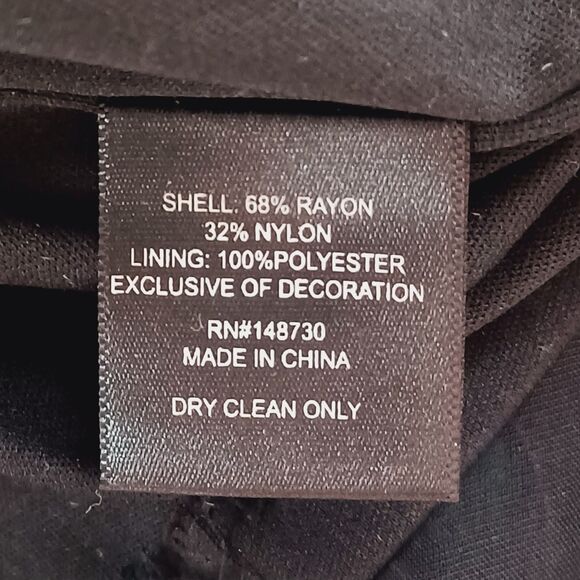 SHELL. 68% RAYON
32% NYLON
LINING: 100%POLYESTER
EXCLUSIVE OF DECORATION
RN#148730
MADE IN CHINA
DRY CLEAN ONLY